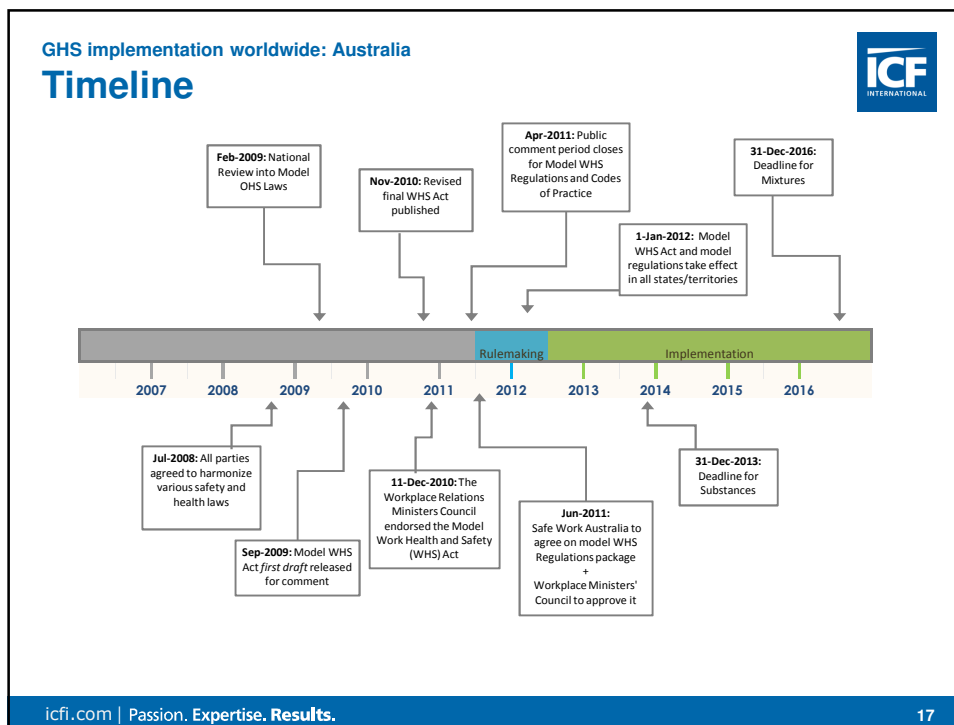 GHS implementation worldwide: Australia
Timeline
ICF
INTERNATIONAL
Feb-2009: National
Review into Model
OHS Laws
Nov-2010: Revised
final WHS Act
published
Apr-2011: Public
comment period closes
for Model WHS
Regulations and Codes
of Practice
1-Jan-2012: Model
WHS Act and model
regulations take effect
in all states/territories
31-Dec-2016:
Deadline for
Mixtures
Rulemaking
Implementation
2007 2008 2009 2010 2011 2012 2013 2014 2015 2016
Jul-2008: All parties
agreed to harmonize
various safety and
health laws
Sep-2009: Model WHS
Act first draft released
for comment
11-Dec-2010: The
Workplace Relations
Ministers Council
endorsed the Model
Work Health and Safety
(WHS) Act
Jun-2011:
Safe Work Australia to
agree on model WHS
Regulations package
+
Workplace Ministers'
Council to approve it
31-Dec-2013:
Deadline for
Substances
icfi.com | Passion. Expertise. Results.
17